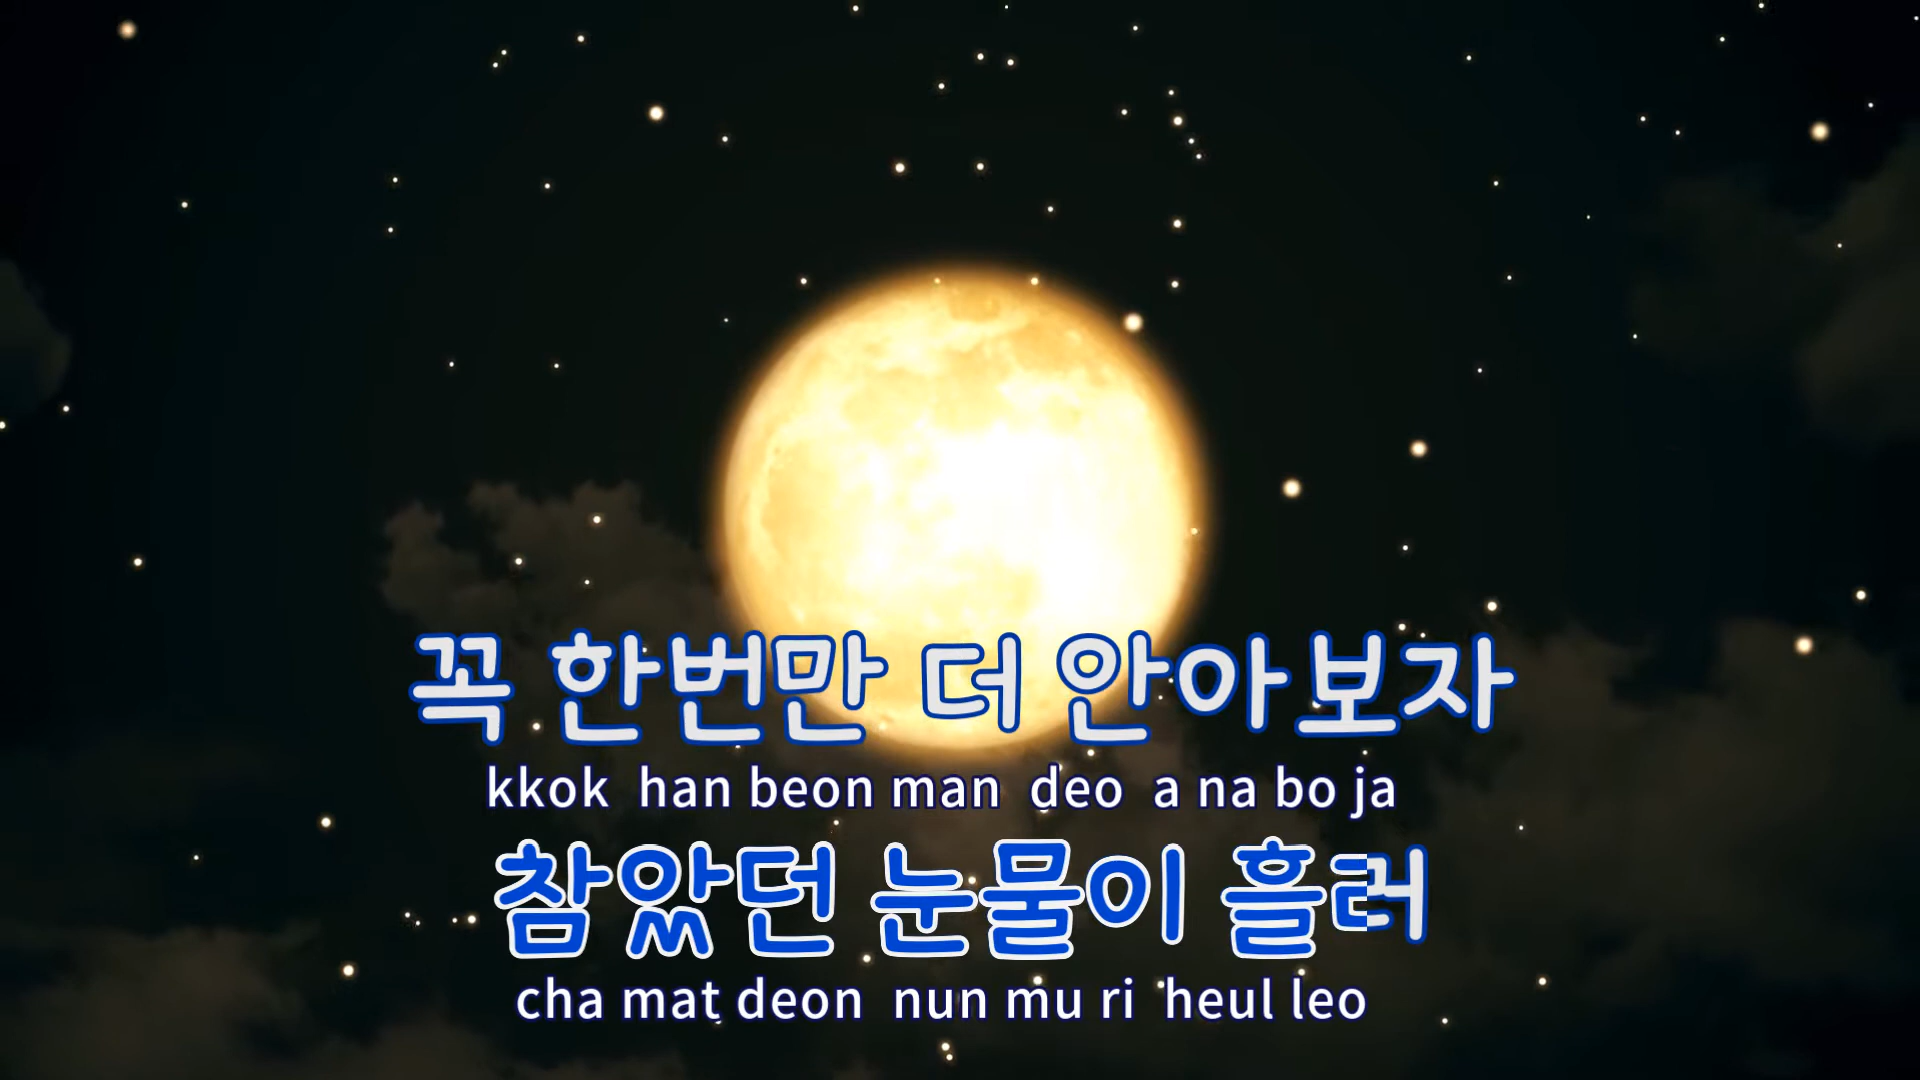 꼭 한번만 더 안아보자
kkok han beon man deo a na bo ja
참았던 눈물이 흘러
cha mat deon nun mu ri heul leo